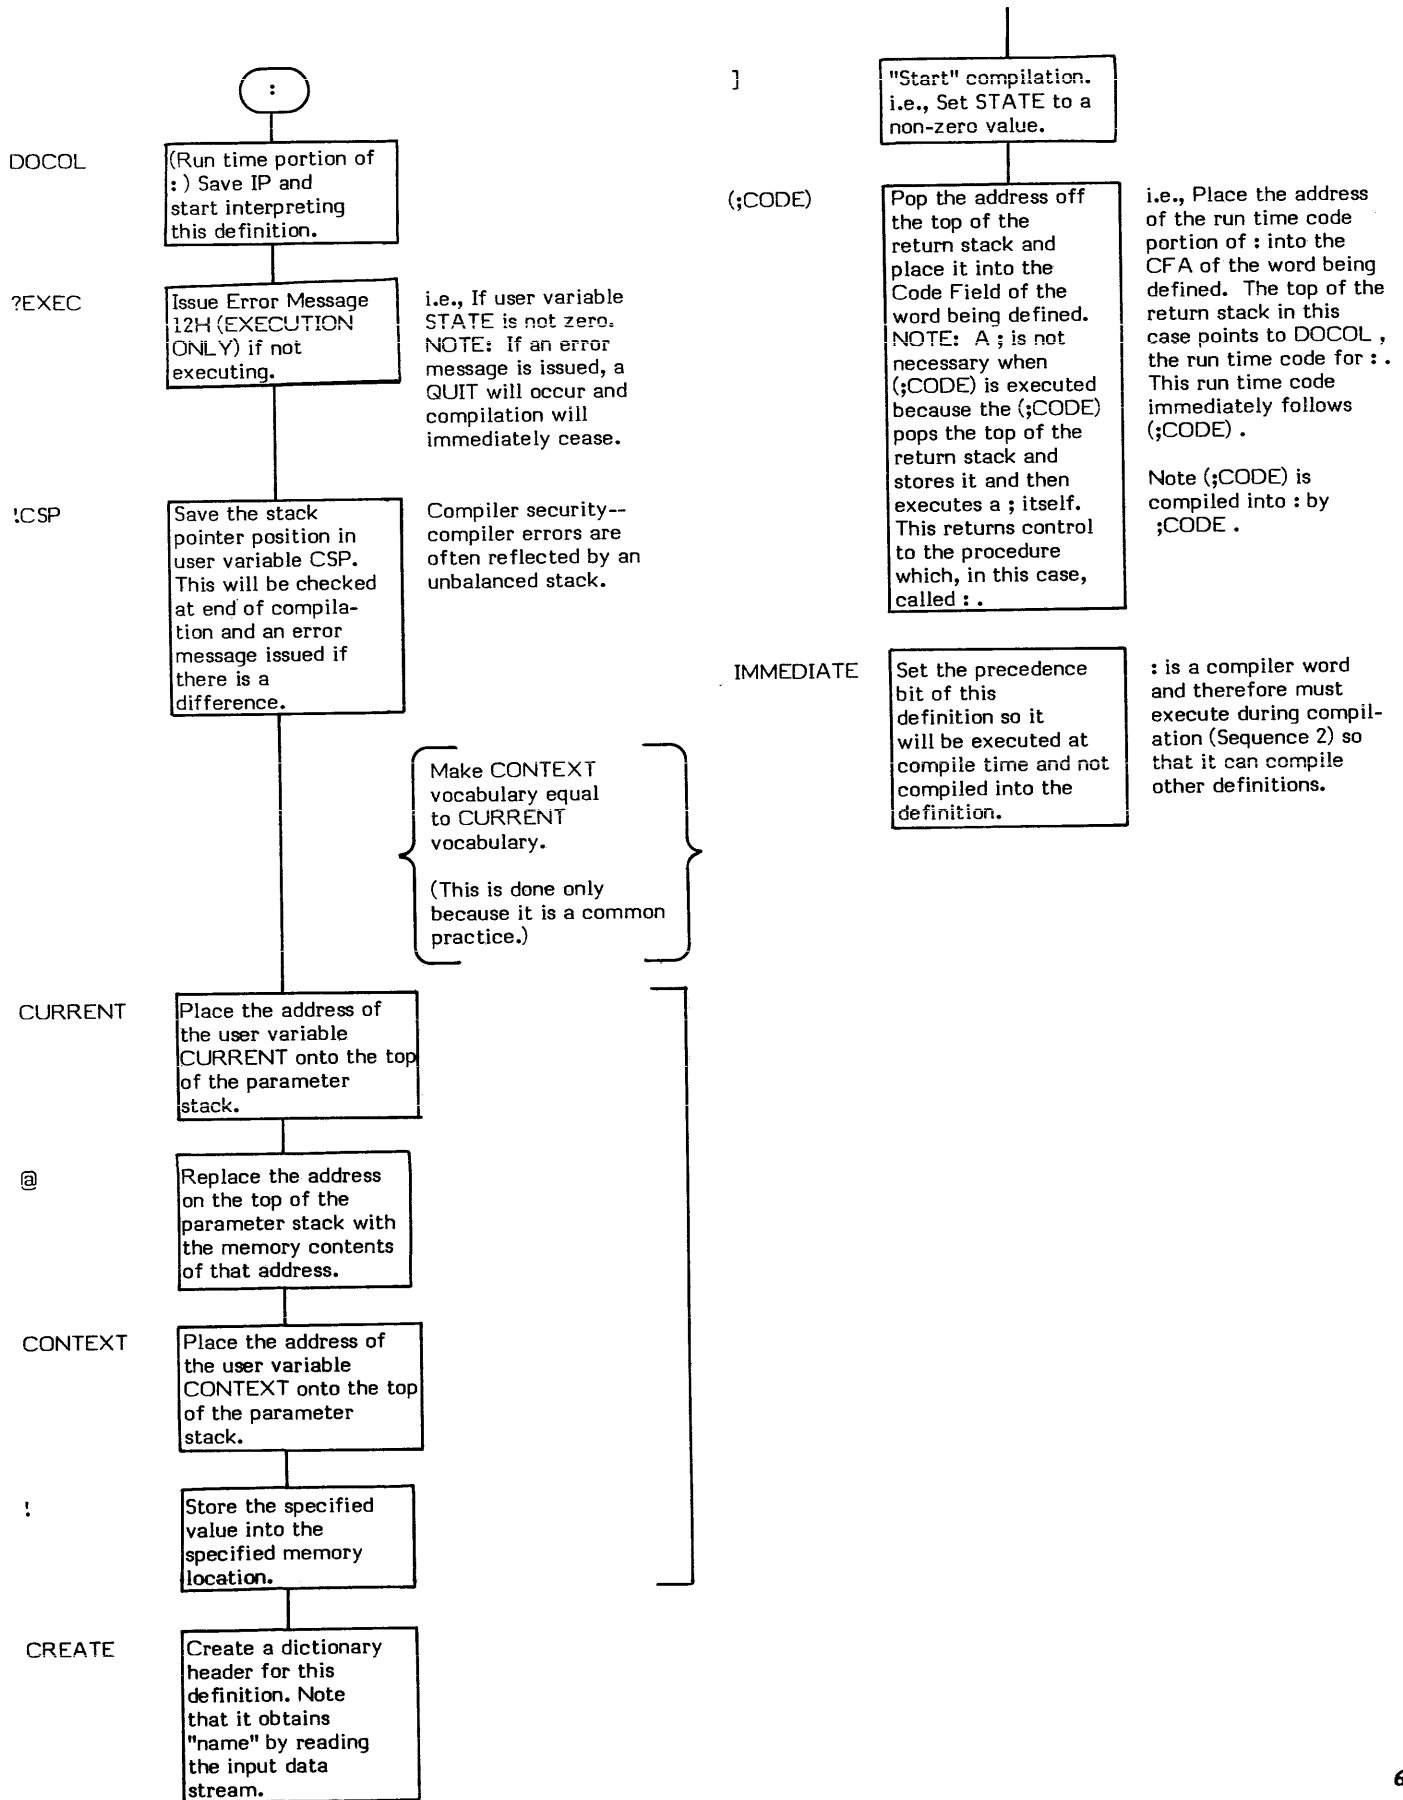 :
DOCOL
(Run time portion of
: ) Save IP and
start interpreting
this definition.
?EXEC
Issue Error Message
12H (EXECUTION
ONLY) if not
executing.
i.e., If user variable
STATE is not zero.
NOTE: If an error
message is issued, a
QUIT will occur and
compilation will
immediately cease.
!CSP
Save the stack
pointer position in
user variable CSP.
This will be checked
at end of compila-
tion and an error
message issued if
there is a
difference.
Compiler security--
compiler errors are
often reflected by an
unbalanced stack.
Make CONTEXT
vocabulary equal
to CURRENT
vocabulary.
(This is done only
because it is a common
practice.)
CURRENT
Place the address of
the user variable
CURRENT onto the top
of the parameter
stack.
@
Replace the address
on the top of the
parameter stack with
the memory contents
of that address.
CONTEXT
Place the address of
the user variable
CONTEXT onto the top
of the parameter
stack.
!
Store the specified
value into the
specified memory
location.
CREATE
Create a dictionary
header for this
definition. Note
that it obtains
"name" by reading
the input data
stream.
]
"Start" compilation.
i.e., Set STATE to a
non-zero value.
(;CODE)
Pop the address off
the top of the
return stack and
place it into the
Code Field of the
word being defined.
NOTE: A ; is not
necessary when
(;CODE) is executed
because the (;CODE)
pops the top of the
return stack and
stores it and then
executes a ; itself.
This returns control
to the procedure
which, in this case,
called : .
i.e., Place the address
of the run time code
portion of : into the
CFA of the word being
defined. The top of the
return stack in this
case points to DOCOL ,
the run time code for : .
This run time code
immediately follows
(;CODE) .
Note (;CODE) is
compiled into : by
;CODE .
IMMEDIATE
Set the precedence
bit of this
definition so it
will be executed at
compile time and not
compiled into the
definition.
: is a compiler word
and therefore must
execute during compil-
ation (Sequence 2) so
that it can compile
other definitions.
6